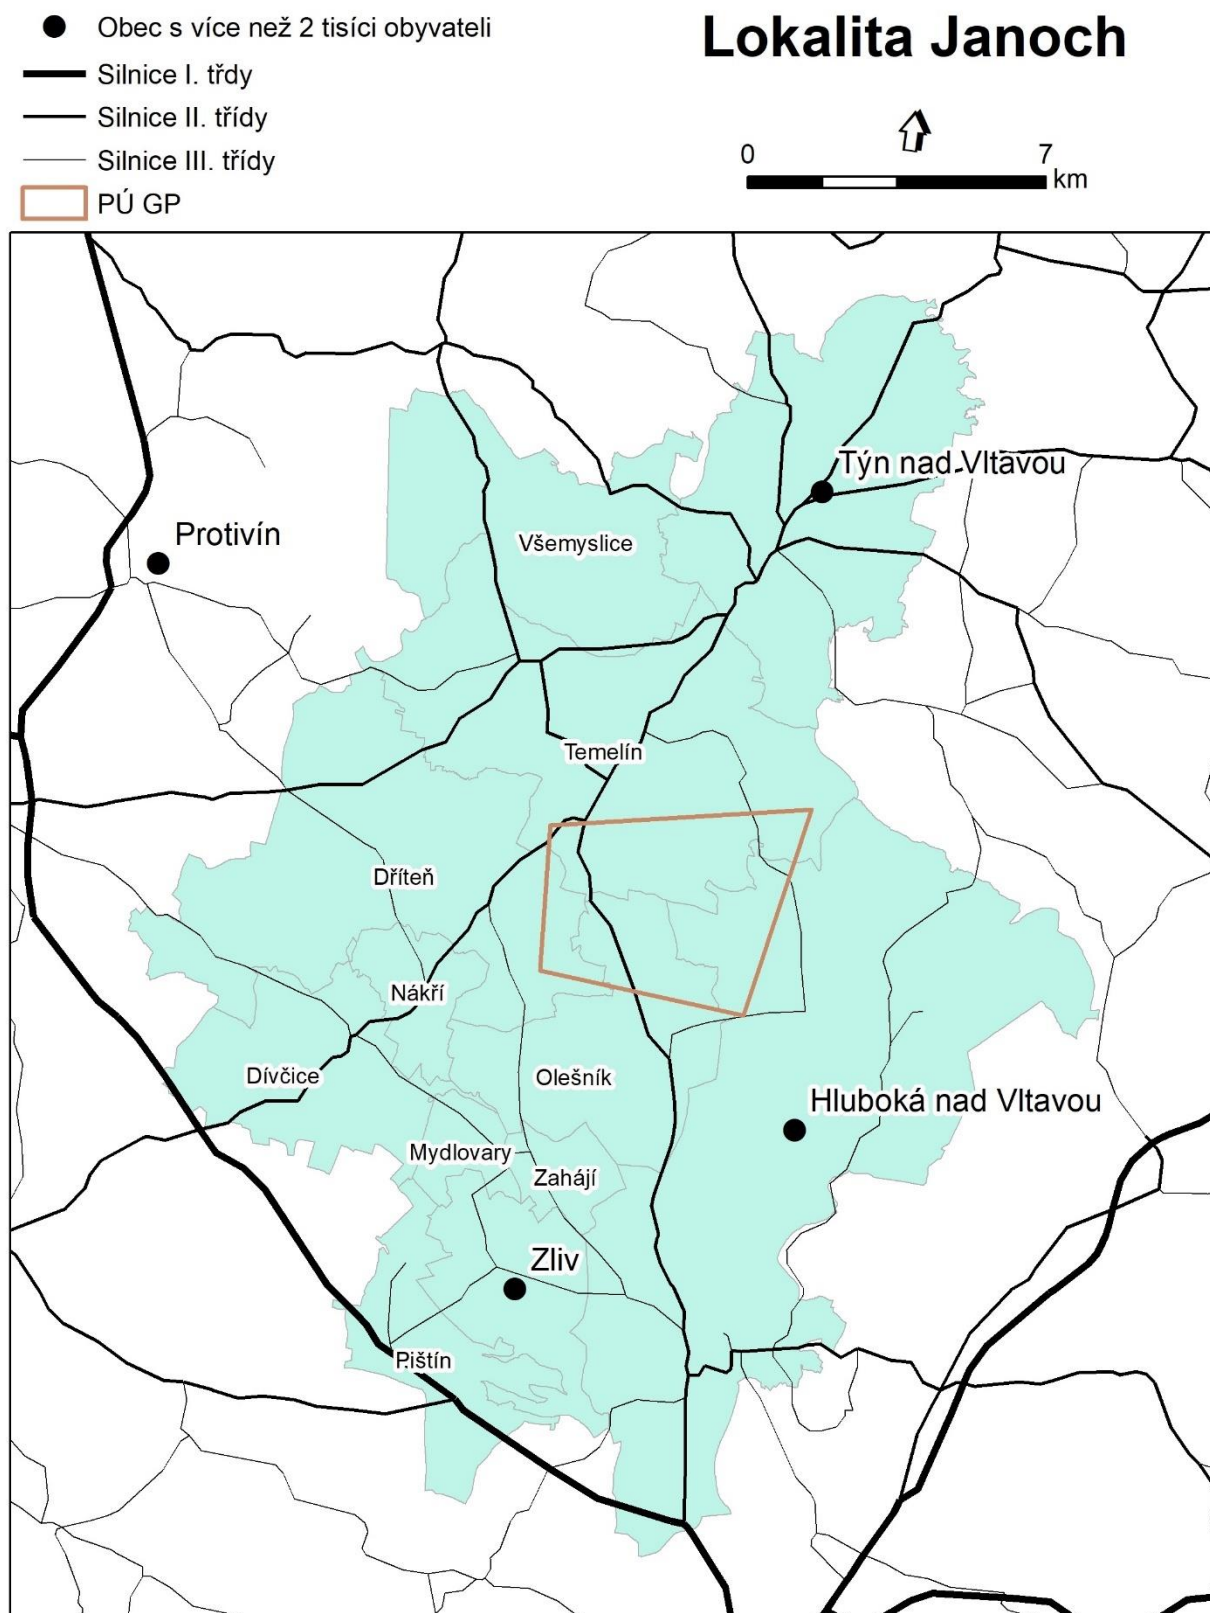 Obec s více než 2 tisíci obyvateli
Silnice I. třdy
Silnice II. třídy
Silnice III. třídy
PÚ GP
Lokalita Janoch
0 7
km
Týn nad Vltavou
Protivín
Všemyslice
Temelín
Dříteň
Nákří
Dívčice
Olešník
Hluboká nad Vltavou
Mydlovary
Zahájí
Zliv
Pištín